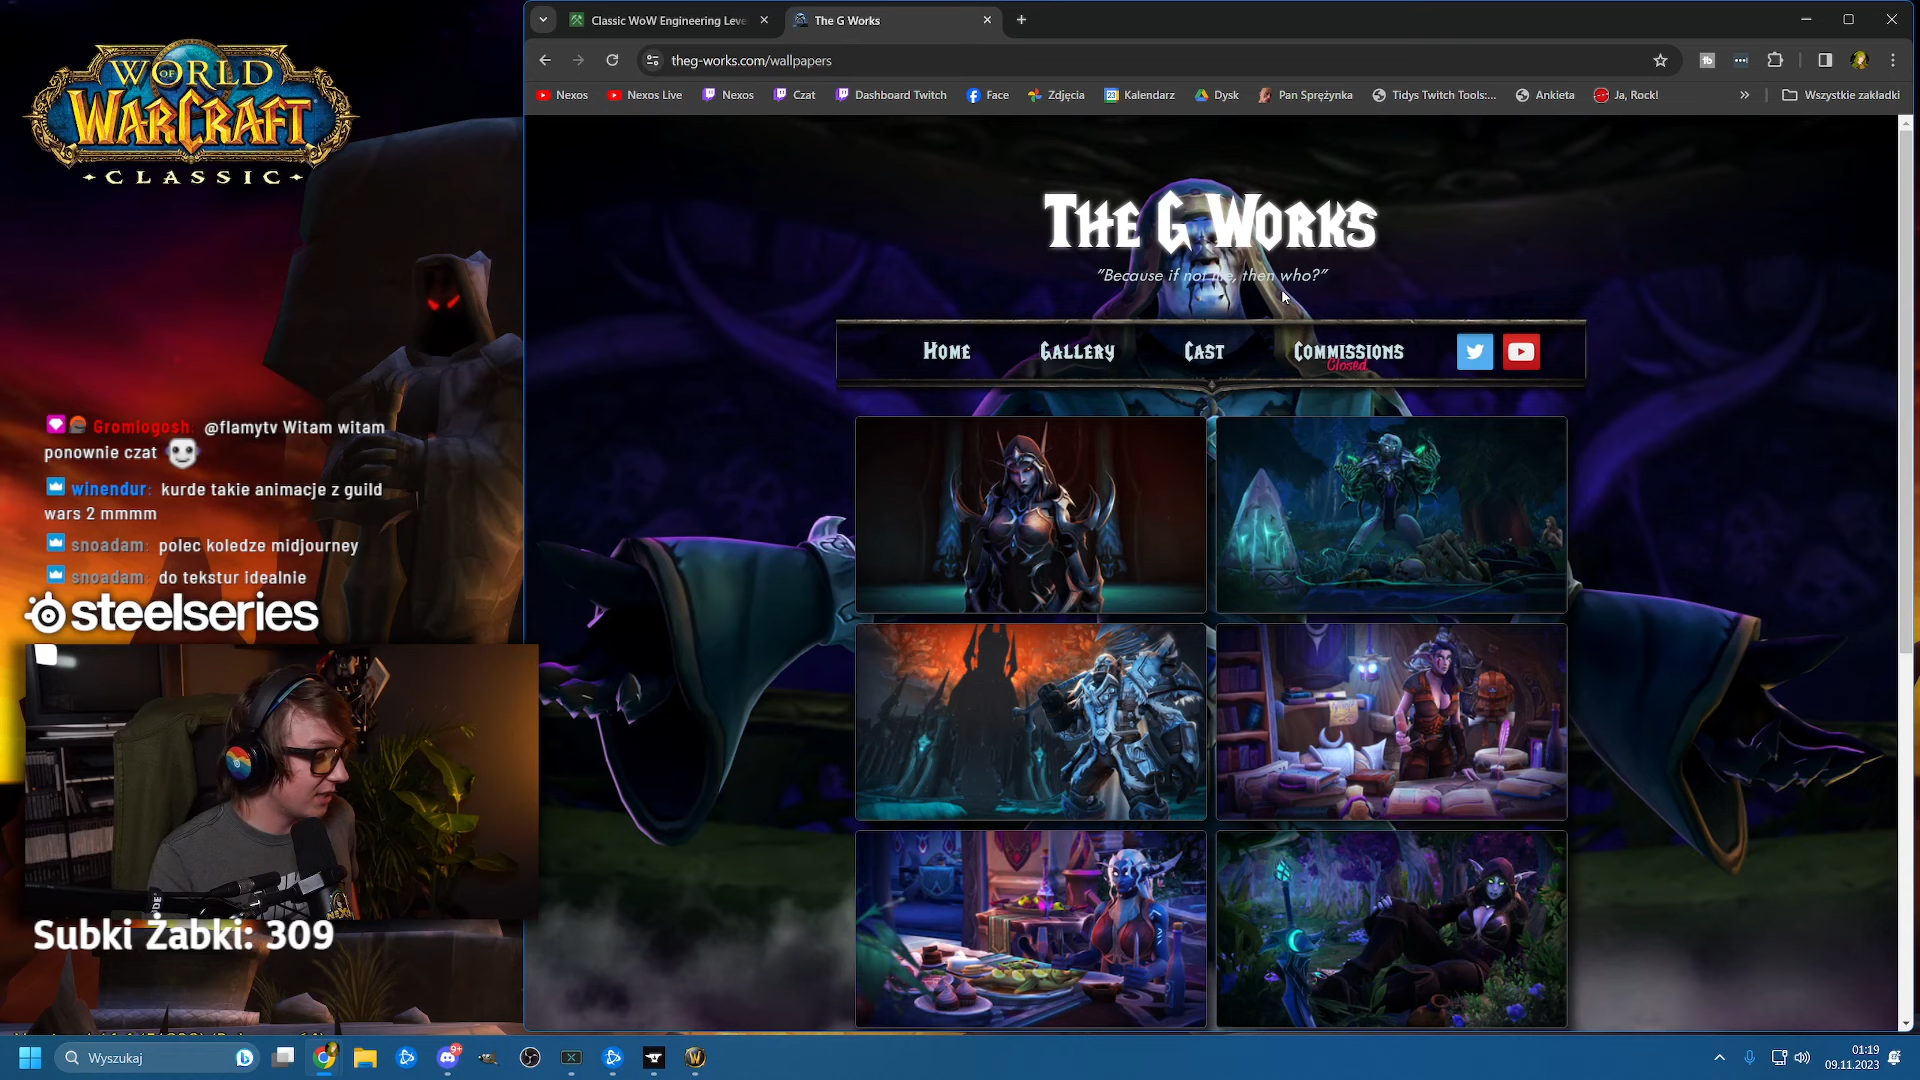 WORLD OF
WARCRAFT
CLASSIC
Gromlogosh: @flamytv Witam witam
ponownie czat
winendur: kurde takie animacje z guild
wars 2 mmmm
snoadam: polec koledze midjourney
snoadam: do tekstur idealnie
steelseries
Subki Żabki: 309
Classic WoW Engineering Leve
The G Works
theg-works.com/wallpapers
Nexos
Nexos Live
Nexos
Czat
Dashboard Twitch
Face
Zdjęcia
23 Kalendarz
Dysk
Pan Sprężynka
Tidys Twitch Tools:...
Ankieta
Ja, Rock!
»
Wszystkie zakładki
The G Works
"Because if not me, then who?"
Home
Gallery
Cast
Commissions
Closed
Wyszukaj
9+
01:19
09.11.2023